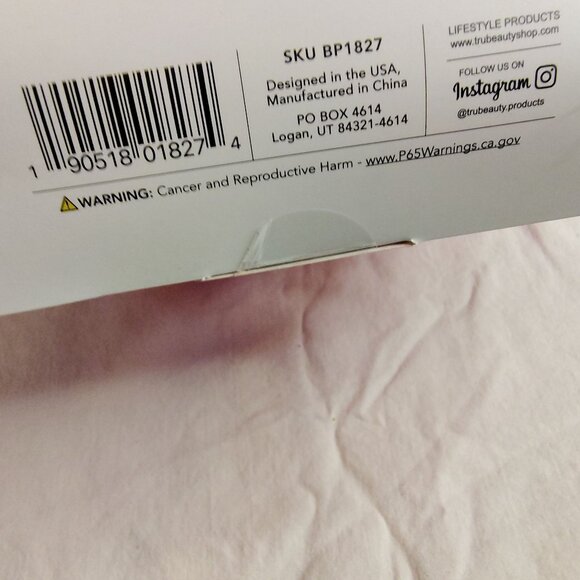 1 90518 01827 4
SKU BP1827
Designed in the USA,
Manufactured in China
PO BOX 4614
Logan, UT 84321-4614
LIFESTYLE PRODUCTS
www.trubeautyshop.com
FOLLOW US ON
Instagram
@trubeauty.products
WARNING: Cancer and Reproductive Harm - www.P65Warnings.ca.gov